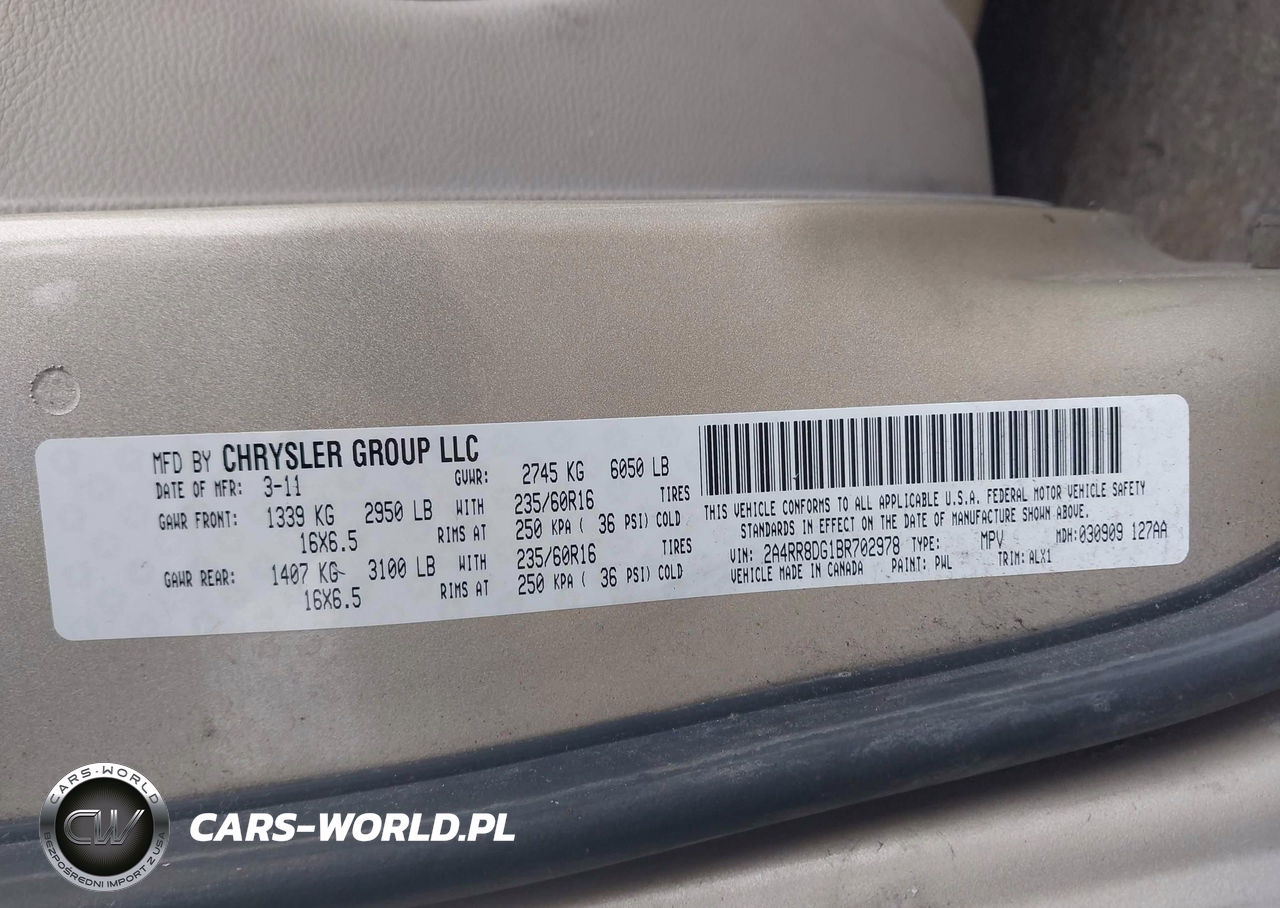 MFD BY CHRYSLER GROUP LLC
DATE OF MFR: 3-11 GVWR: 2745 KG 6050 LB
GAWR FRONT: 1339 KG 2950 LB WITH 235/60R16 TIRES
16X6.5 RIMS AT 250 KPA ( 36 PSI) COLD
GAWR REAR: 1407 KG 3100 LB WITH 235/60R16 TIRES
16X6.5 RIMS AT 250 KPA ( 36 PSI) COLD
THIS VEHICLE CONFORMS TO ALL APPLICABLE U.S.A. FEDERAL MOTOR VEHICLE SAFETY
STANDARDS IN EFFECT ON THE DATE OF MANUFACTURE SHOWN ABOVE.
VIN: 2A4RR8DG1BR702978 TYPE: MPV MDH: 030909 127AA
VEHICLE MADE IN CANADA PAINT: PWL TRIM: ALX1
CARS-WORLD
CW
BEZPOŚREDNI IMPORT Z USA
CARS-WORLD.PL